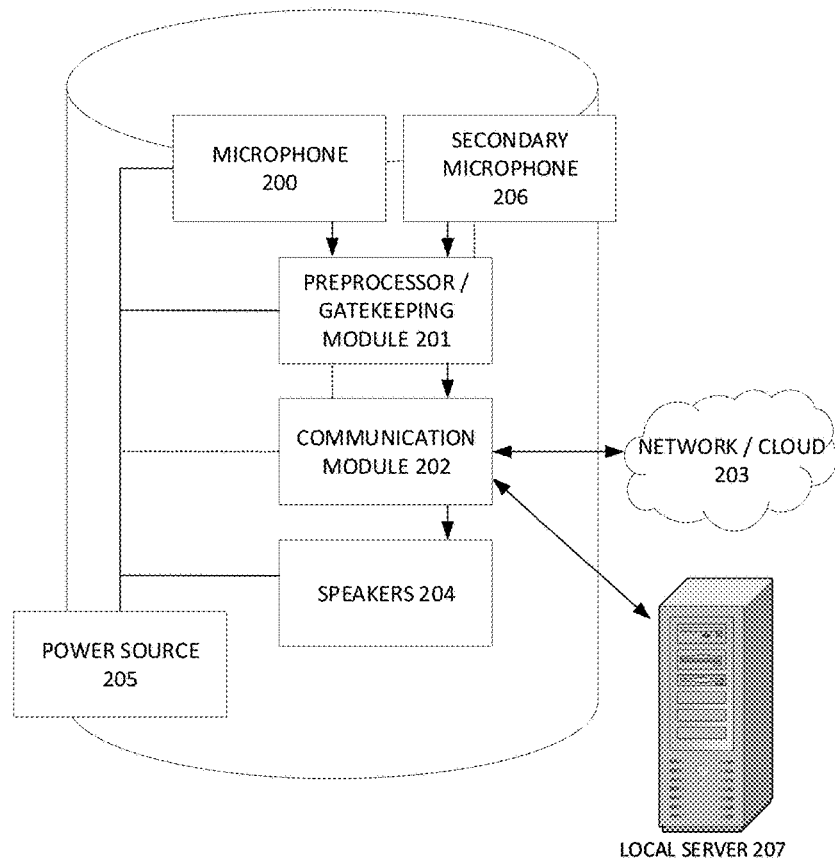 MICROPHONE
200
SECONDARY
MICROPHONE
206
PREPROCESSOR /
GATEKEEPING
MODULE 201
COMMUNICATION
MODULE 202
NETWORK / CLOUD
203
SPEAKERS 204
POWER SOURCE
205
LOCAL SERVER 207